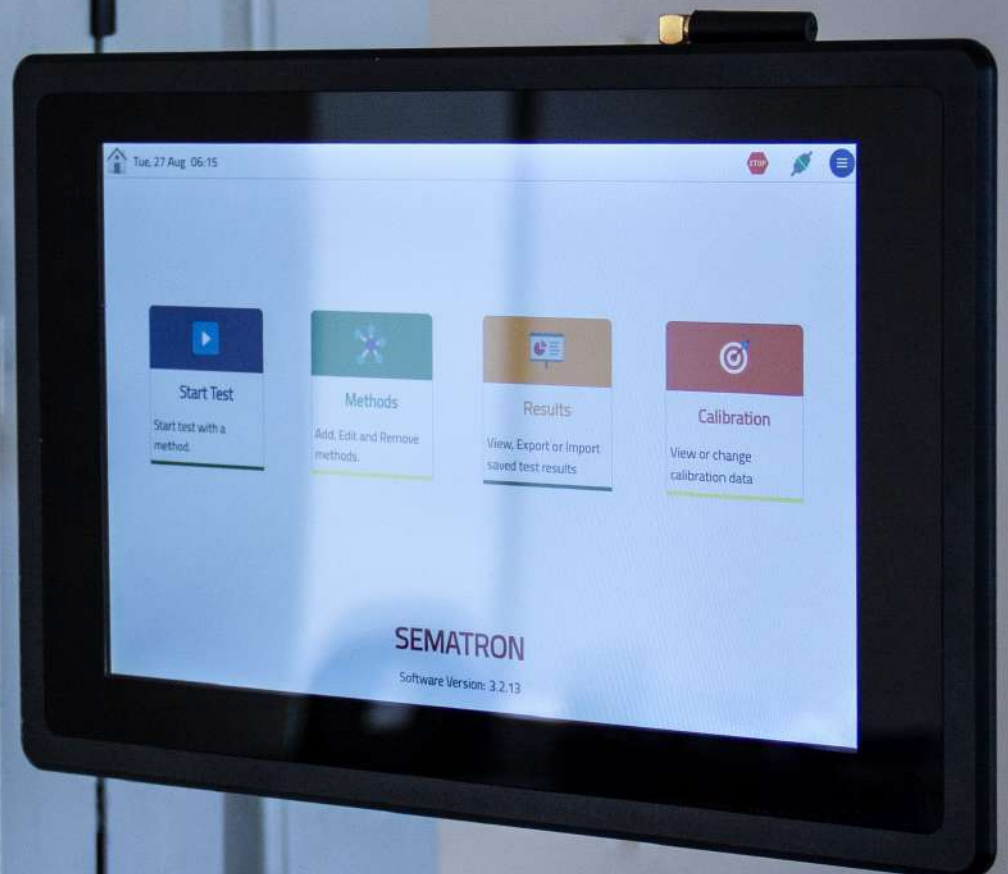 Tue, 27 Aug 06:15
STOP
Start Test
Start test with a
method.
Methods
Add, Edit and Remove
methods.
Results
View, Export or Import
saved test results
Calibration
View or change
calibration data
SEMATRON
Software Version: 3.2.13